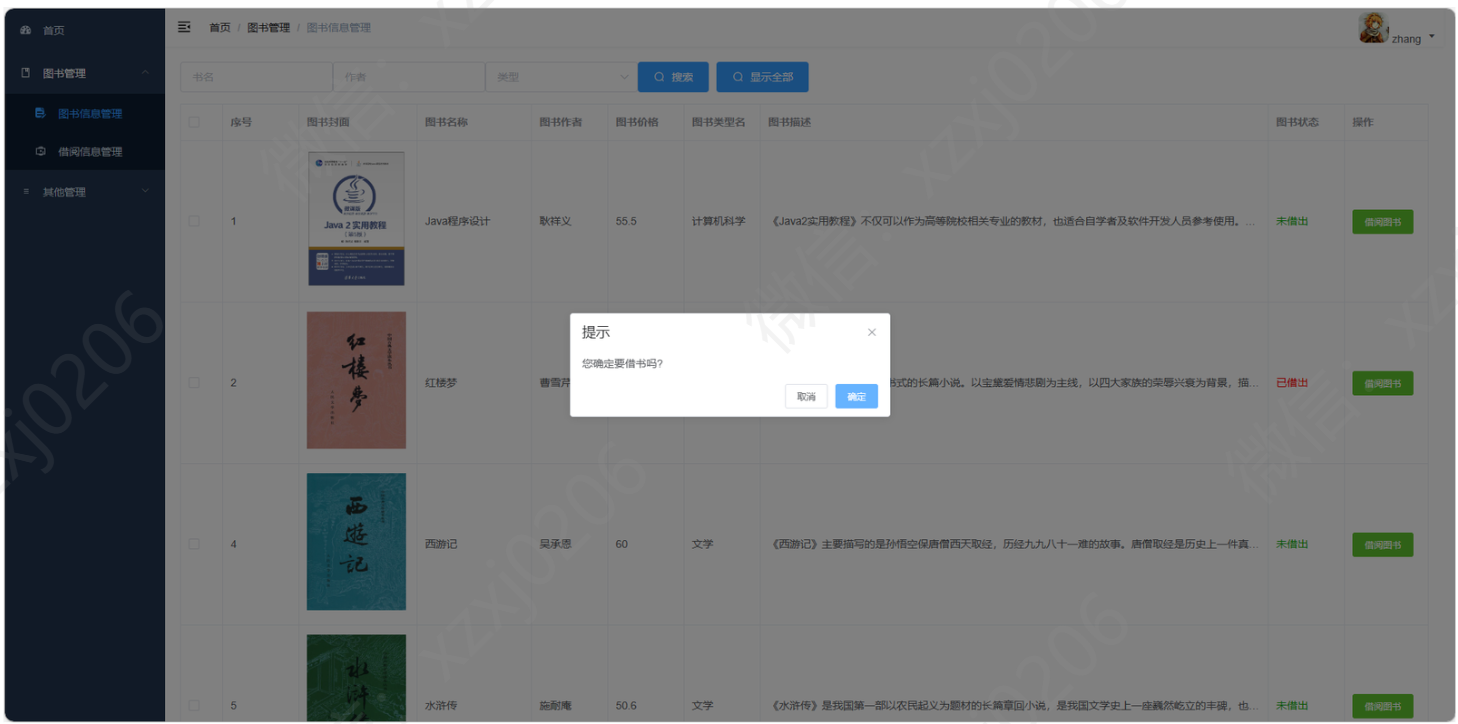 首页
首页 / 图书管理 / 图书信息管理
zhang
图书管理
图书信息管理
借阅信息管理
其他管理
书名 作者 类型 搜索 显示全部
序号 图书封面 图书名称 图书作者 图书价格 图书类型名 图书描述 图书状态 操作
Java 2 实用教程
1 Java程序设计 耿祥义 55.5 计算机科学 《Java2实用教程》不仅可以作为高等院校相关专业的教材，也适合自学者及软件开发人员参考使用。... 未借出 借阅图书
提示
您确定要借书吗?
取消 确定
红楼梦
2 红楼梦 曹雪芹 式的长篇小说。以宝黛爱情悲剧为主线，以四大家族的荣辱兴衰为背景，描... 已借出 借阅图书
西遊記
4 西游记 吴承恩 60 文学 《西游记》主要描写的是孙悟空保唐僧西天取经，历经九九八十一难的故事。唐僧取经是历史上一件真... 未借出 借阅图书
水浒
5 水浒传 施耐庵 50.6 文学 《水浒传》是我国第一部以农民起义为题材的长篇章回小说，是我国文学史上一座巍然屹立的丰碑，也... 未借出 借阅图书
微信：xzxj0206